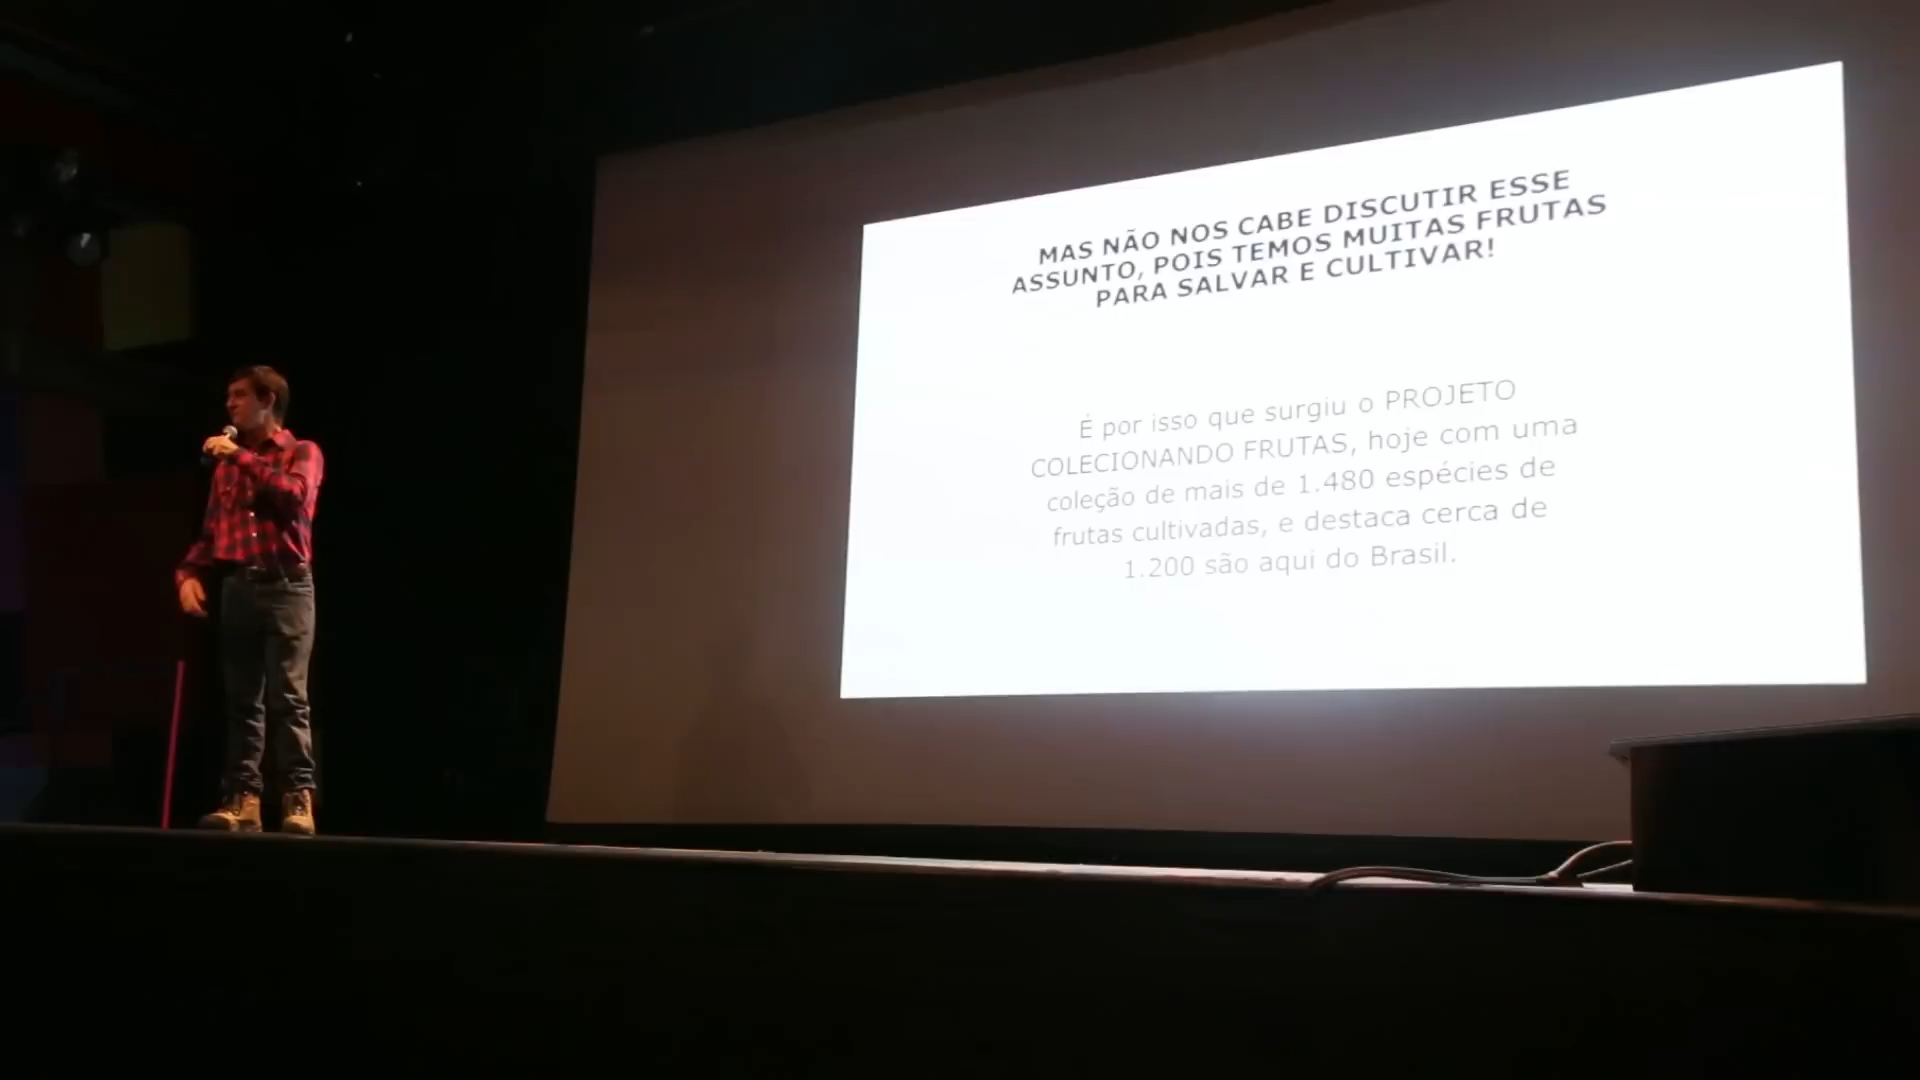 MAS NÃO NOS CABE DISCUTIR ESSE
ASSUNTO, POIS TEMOS MUITAS FRUTAS
PARA SALVAR E CULTIVAR!
É por isso que surgiu o PROJETO
COLECIONANDO FRUTAS, hoje com uma
coleção de mais de 1.480 espécies de
frutas cultivadas, e destaca cerca de
1.200 são aqui do Brasil.